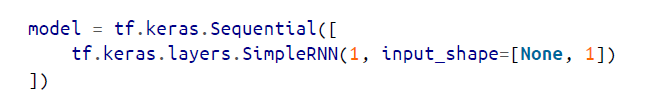 model = tf.keras.Sequential([
    tf.keras.layers.SimpleRNN(1, input_shape=[None, 1])
])